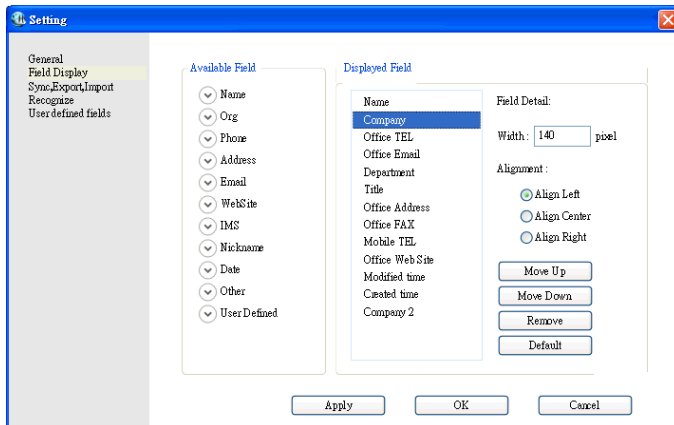 Setting
General
Field Display
Sync,Export,Import
Recognize
User defined fields
Available Field
Name
Org
Phone
Address
Email
WebSite
IMS
Nickname
Date
Other
User Defined
Displayed Field
Name
Company
Office TEL
Office Email
Department
Title
Office Address
Office FAX
Mobile TEL
Office Web Site
Modified time
Created time
Company 2
Field Detail:
Width : 140 pixel
Alignment :
Align Left
Align Center
Align Right
Move Up
Move Down
Remove
Default
Apply OK Cancel